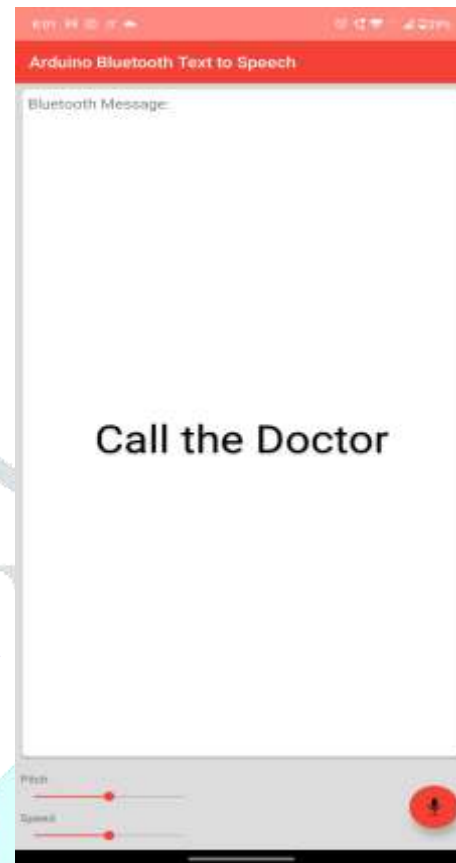 Arduino Bluetooth Text to Speech
Bluetooth Message:
Call the Doctor
Pitch
Speed